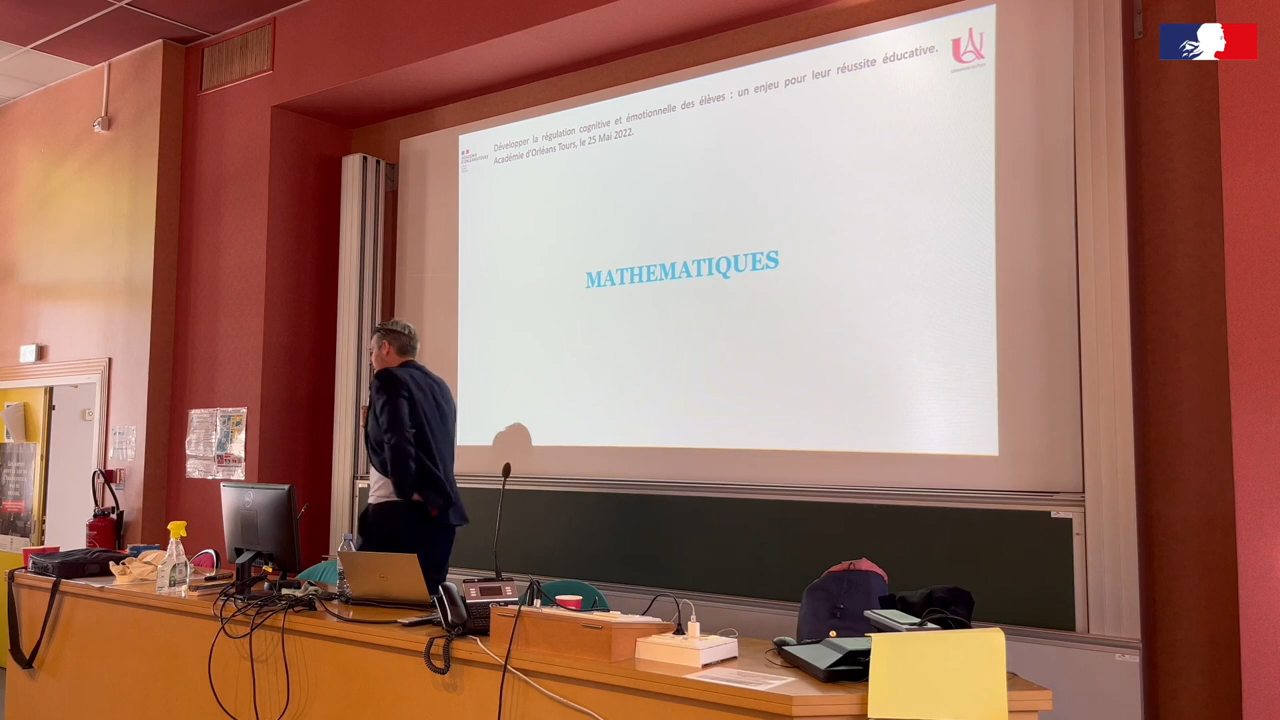 Développer la régulation cognitive et émotionnelle des élèves : un enjeu pour leur réussite éducative.
Académie d'Orléans Tours, le 25 Mai 2022.
MATHEMATIQUES